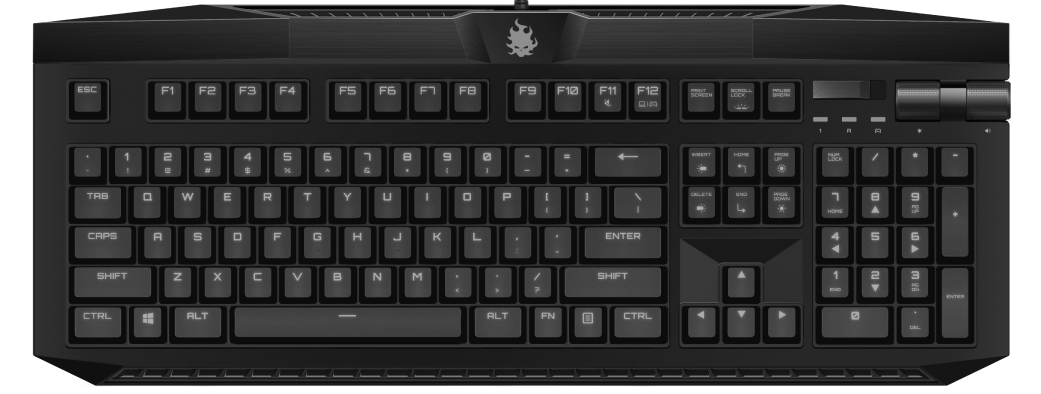 ESC F1 F2 F3 F4 F5 F6 F7 F8 F9 F10 F11 F12 PRINT SCREEN SCROLL LOCK PAUSE BREAK
1 A
1 ! 2 @ 3 # 4 $ 5 % 6 ^ 7 & 8 * 9 ( 0 ) - = ← INSERT HOME PAGE UP NUM LOCK / * -
TAB Q W E R T Y U I O P [ ] \ | DELETE END PAGE DOWN 7 HOME 8 ▲ 9 PG UP +
CAPS A S D F G H J K L ; ENTER 4 ◀ 5 6 ▶
SHIFT Z X C V B N M , < . > / ? SHIFT ▲ 1 END 2 ▼ 3 PG DN ENTER
CTRL ALT ALT FN CTRL ◀ ▼ ▶ 0 . DEL